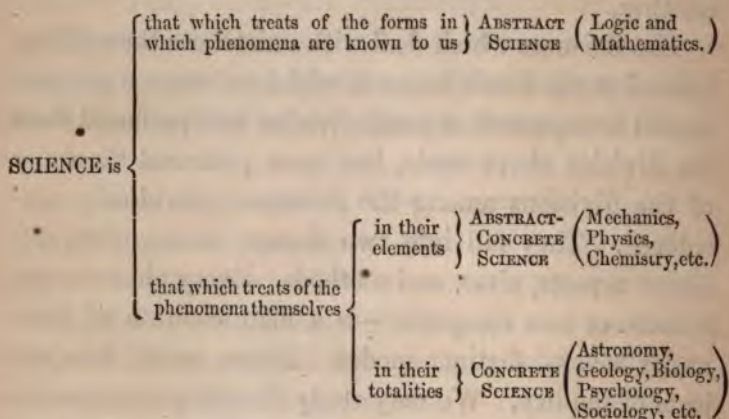 SCIENCE is
that which treats of the forms in
which phenomena are known to us
ABSTRACT
SCIENCE
Logic and
Mathematics.
that which treats of the
phenomena themselves
in their
elements
ABSTRACT-
CONCRETE
SCIENCE
Mechanics,
Physics,
Chemistry, etc.
in their
totalities
CONCRETE
SCIENCE
Astronomy,
Geology, Biology,
Psychology,
Sociology, etc.